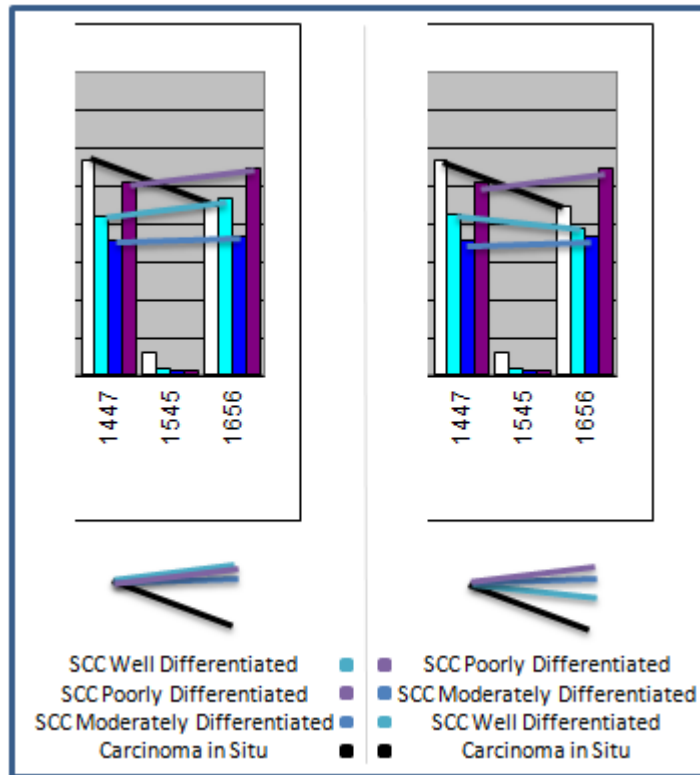 1447 1545 1656
SCC Well Differentiated
SCC Poorly Differentiated
SCC Moderately Differentiated
Carcinoma in Situ
1447 1545 1656
SCC Poorly Differentiated
SCC Moderately Differentiated
SCC Well Differentiated
Carcinoma in Situ